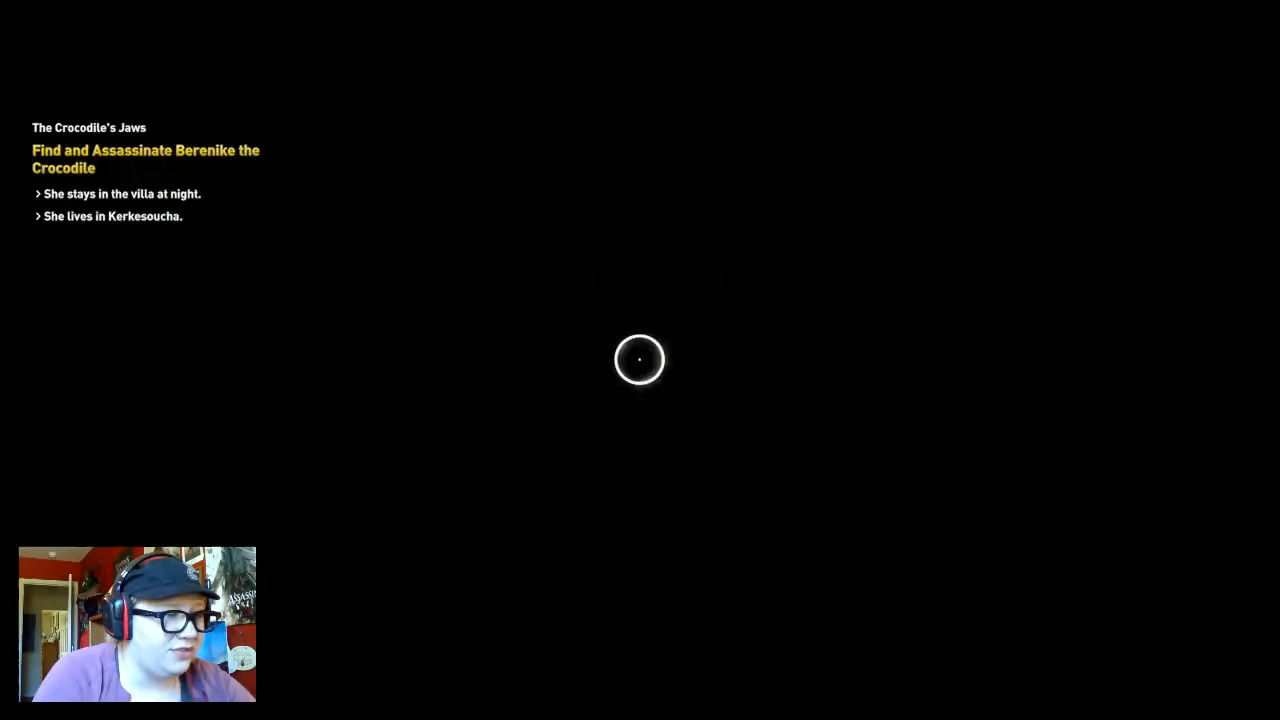 The Crocodile's Jaws
Find and Assassinate Berenike the
Crocodile
> She stays in the villa at night.
> She lives in Kerkesoucha.